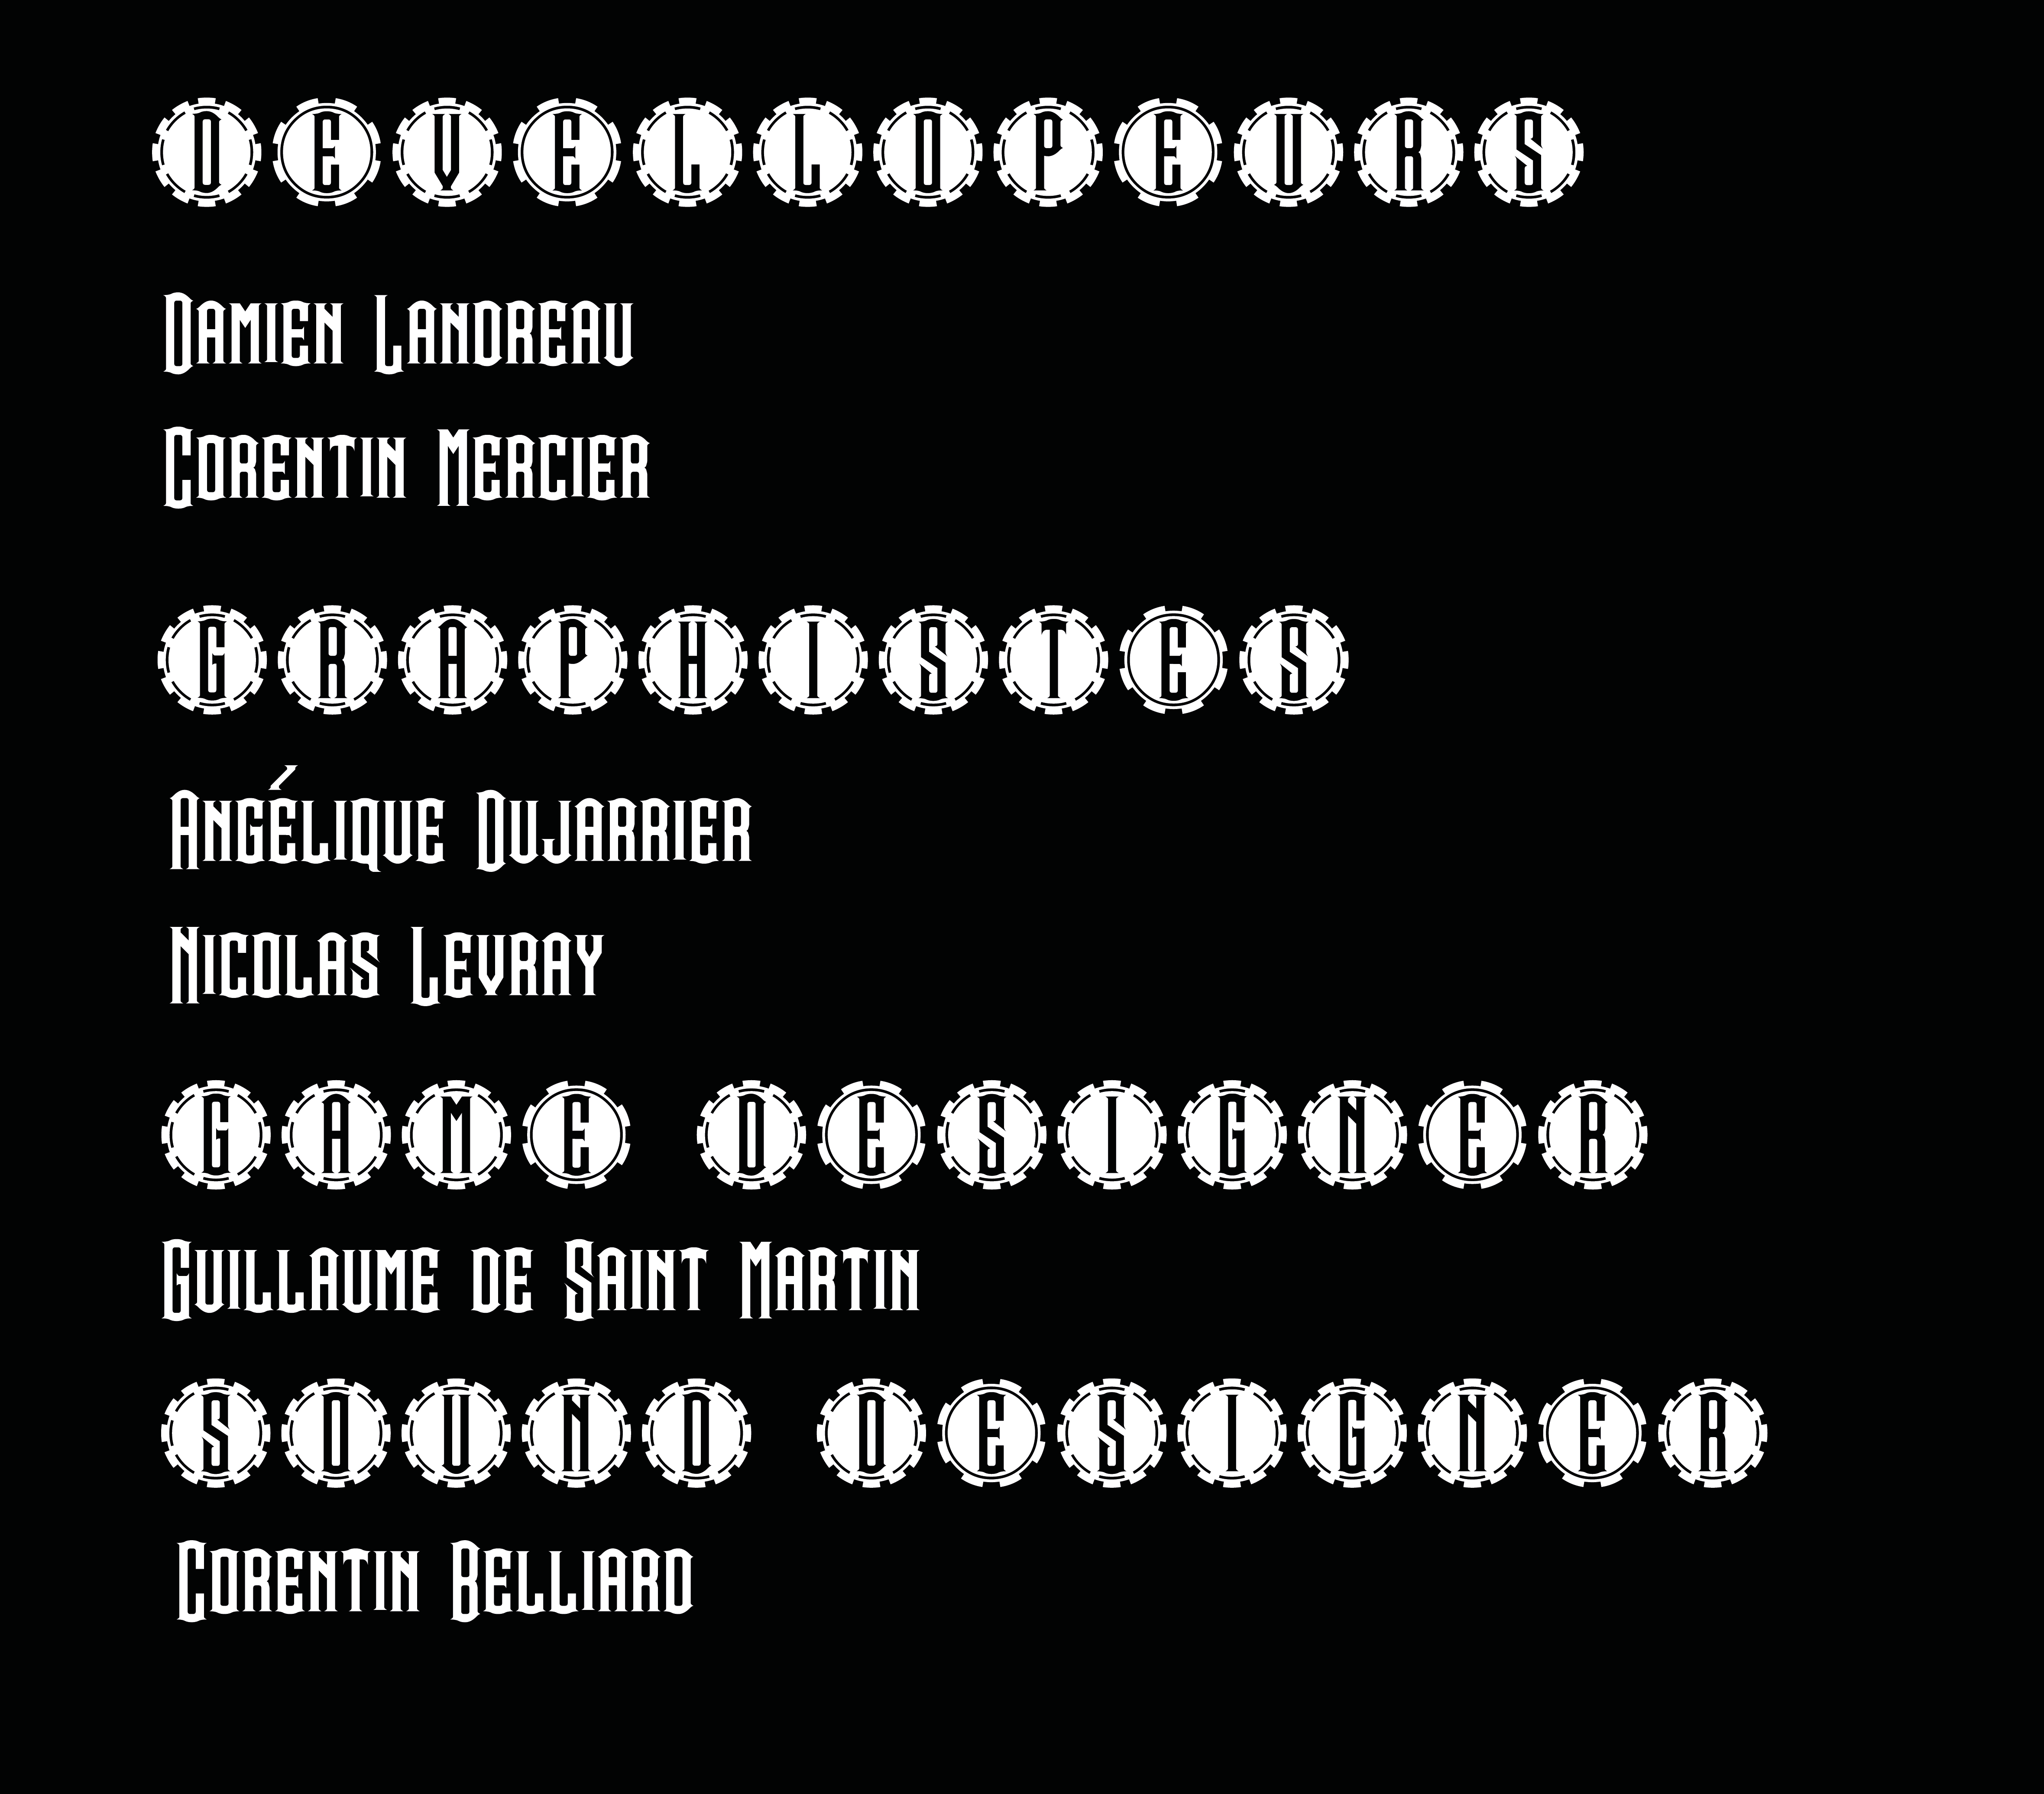 DEVELLOPEURS
Damien Landreau
Corentin Mercier
GRAPHISTES
Angélique Dujarrier
Nicolas Levray
GAME DESIGNER
Guillaume de Saint Martin
SOUND DESIGNER
Corentin Belliard